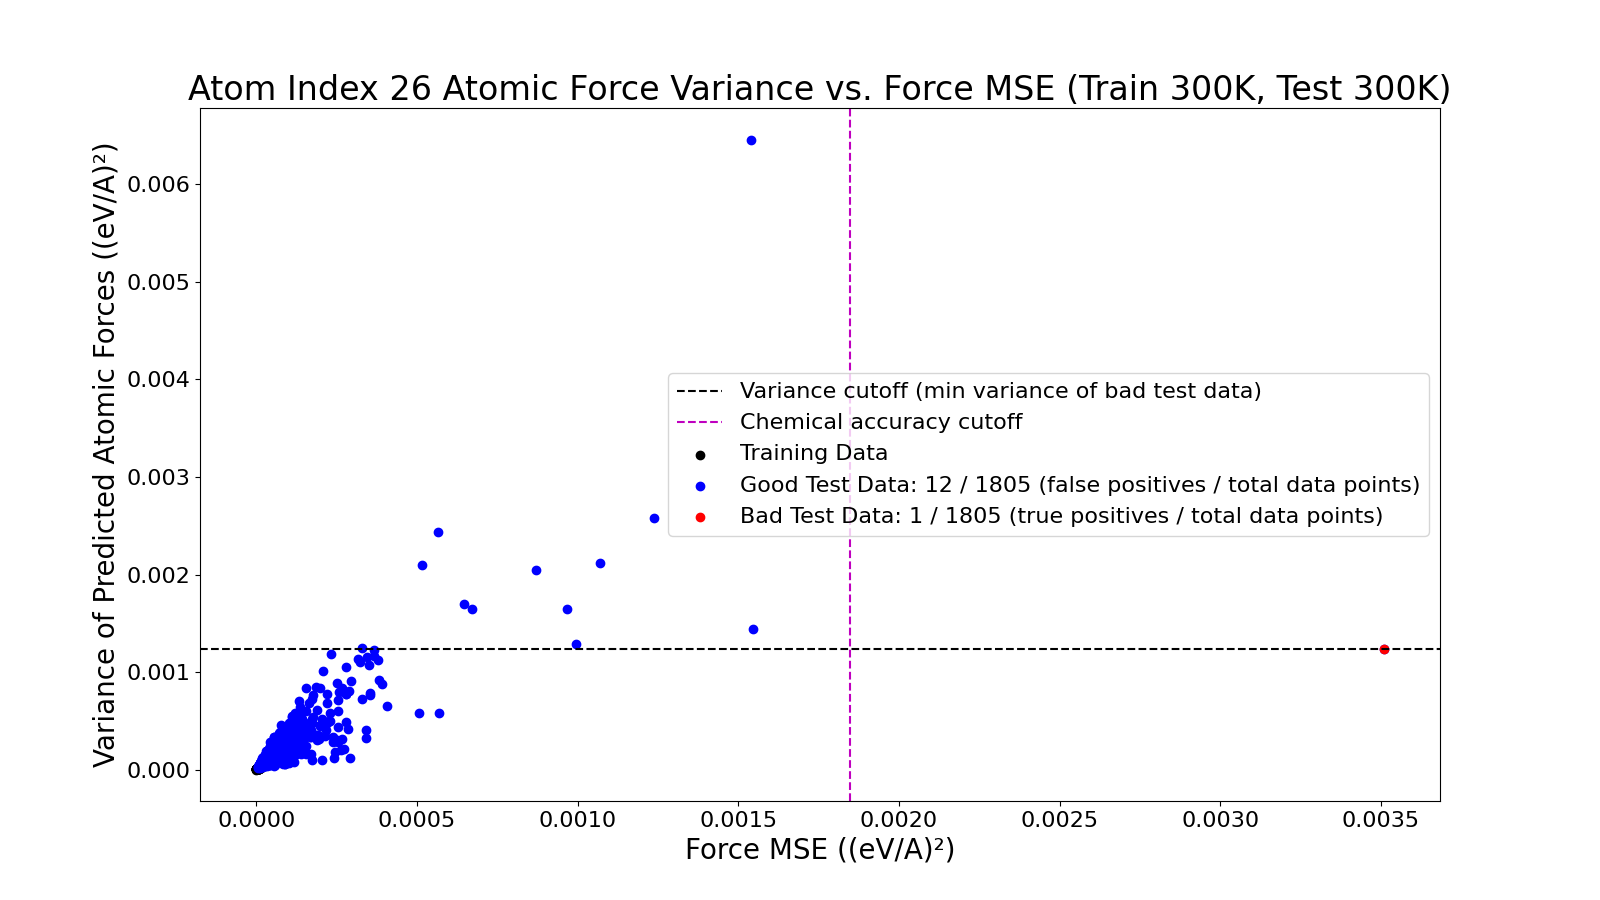 Atom Index 26 Atomic Force Variance vs. Force MSE (Train 300K, Test 300K)
Variance of Predicted Atomic Forces ((eV/A)²)
0.006
0.005
0.004
0.003
0.002
0.001
0.000
Variance cutoff (min variance of bad test data)
Chemical accuracy cutoff
Training Data
Good Test Data: 12 / 1805 (false positives / total data points)
Bad Test Data: 1 / 1805 (true positives / total data points)
0.0000 0.0005 0.0010 0.0015 0.0020 0.0025 0.0030 0.0035
Force MSE ((eV/A)²)